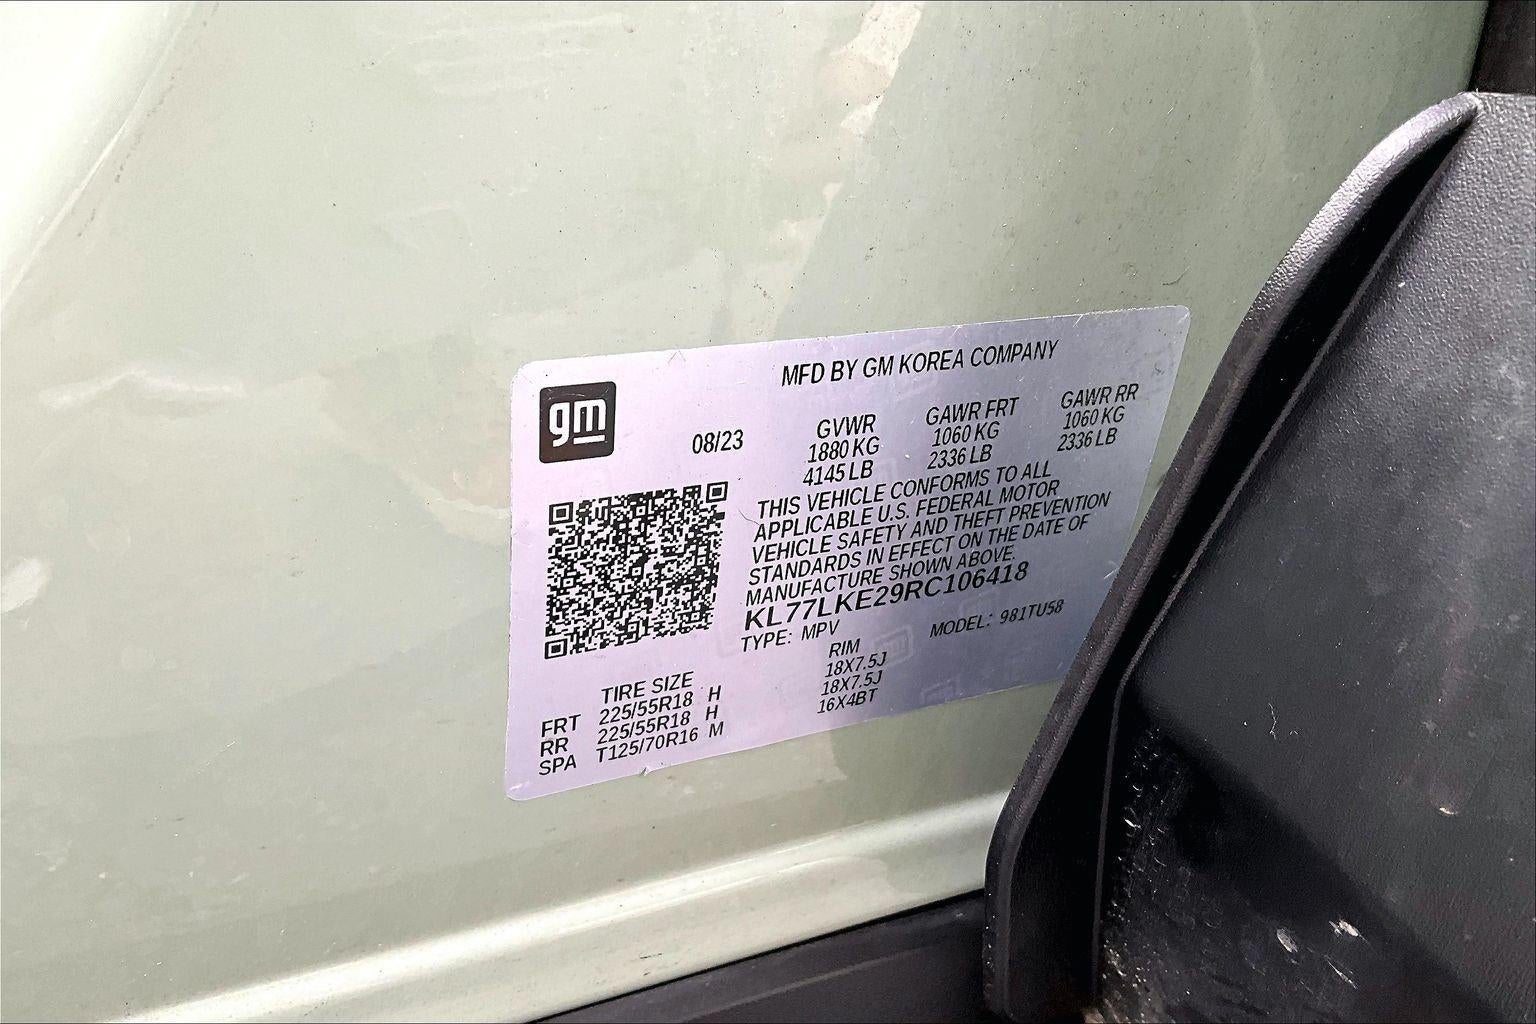 gm
MFD BY GM KOREA COMPANY
08/23
GVWR GAWR FRT GAWR RR
1880 KG 1060 KG 1060 KG
4145 LB 2336 LB 2336 LB
THIS VEHICLE CONFORMS TO ALL
APPLICABLE U.S. FEDERAL MOTOR
VEHICLE SAFETY AND THEFT PREVENTION
STANDARDS IN EFFECT ON THE DATE OF
MANUFACTURE SHOWN ABOVE.
KL77LKE29RC106418
TYPE: MPV MODEL: 981TU58
TIRE SIZE RIM
FRT 225/55R18 H 18X7.5J
RR 225/55R18 H 18X7.5J
SPA T125/70R16 M 16X4BT